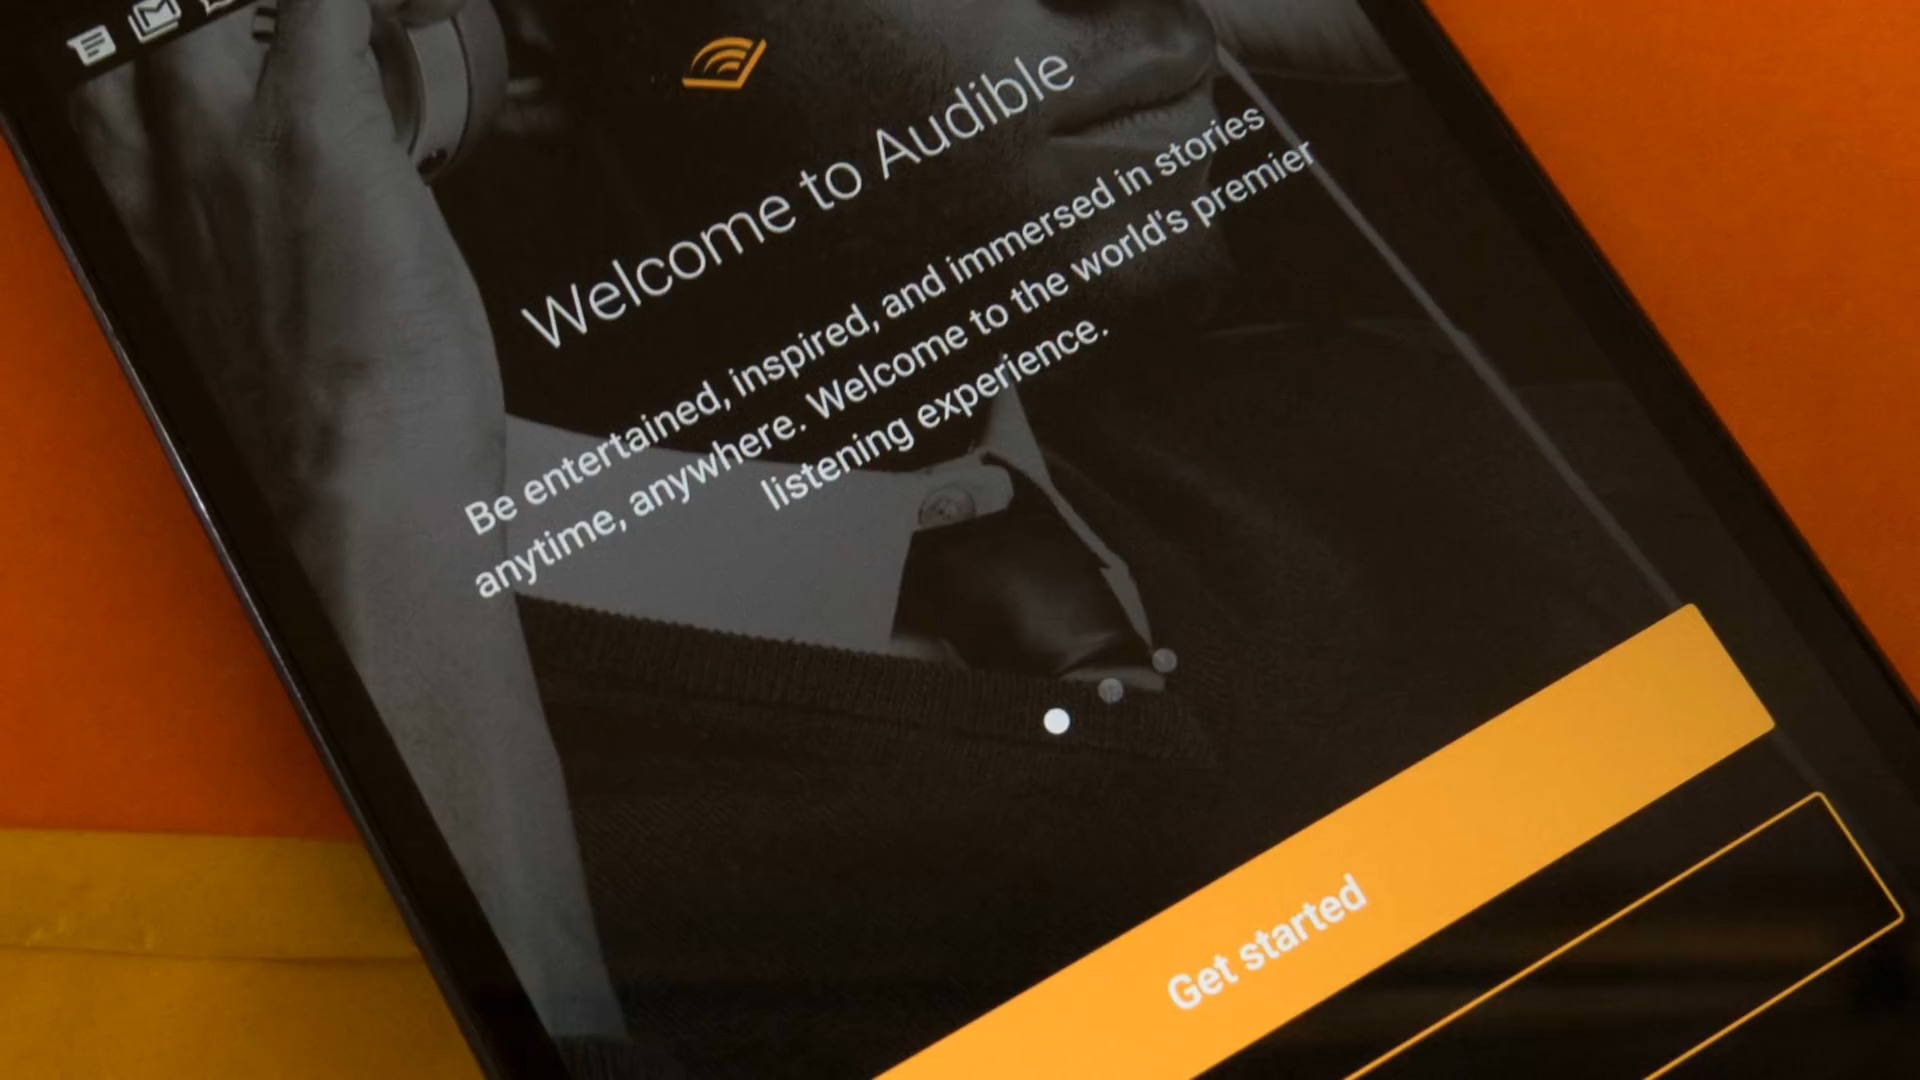 Welcome to Audible
Be entertained, inspired, and immersed in stories
anytime, anywhere. Welcome to the world's premier
listening experience.
Get started